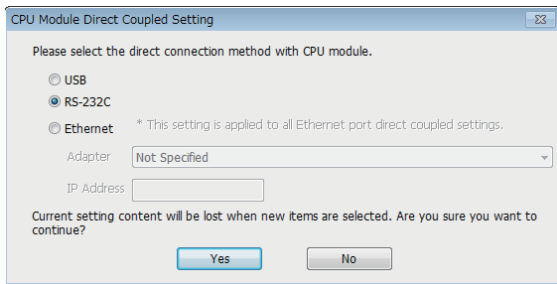 CPU Module Direct Coupled Setting
Please select the direct connection method with CPU module.
USB
RS-232C
Ethernet * This setting is applied to all Ethernet port direct coupled settings.
Adapter Not Specified
IP Address
Current setting content will be lost when new items are selected. Are you sure you want to
continue?
Yes No